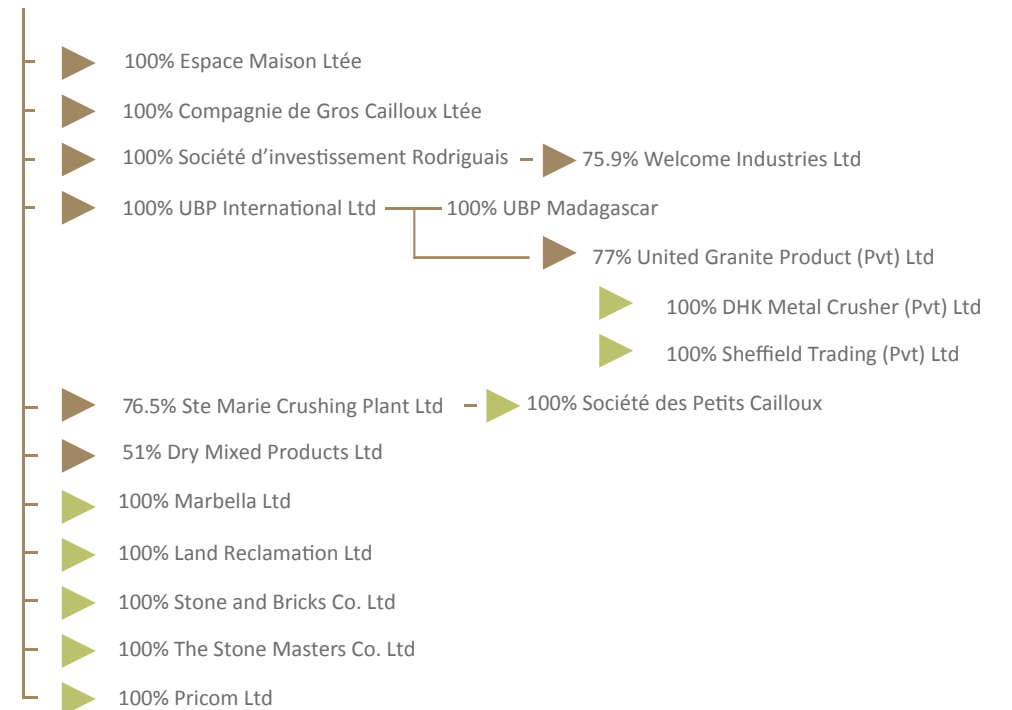 100% Espace Maison Ltée
100% Compagnie de Gros Cailloux Ltée
100% Société d’investissement Rodriguais
75.9% Welcome Industries Ltd
100% UBP International Ltd
100% UBP Madagascar
77% United Granite Product (Pvt) Ltd
100% DHK Metal Crusher (Pvt) Ltd
100% Sheffield Trading (Pvt) Ltd
76.5% Ste Marie Crushing Plant Ltd
100% Société des Petits Cailloux
51% Dry Mixed Products Ltd
100% Marbella Ltd
100% Land Reclamation Ltd
100% Stone and Bricks Co. Ltd
100% The Stone Masters Co. Ltd
100% Pricom Ltd